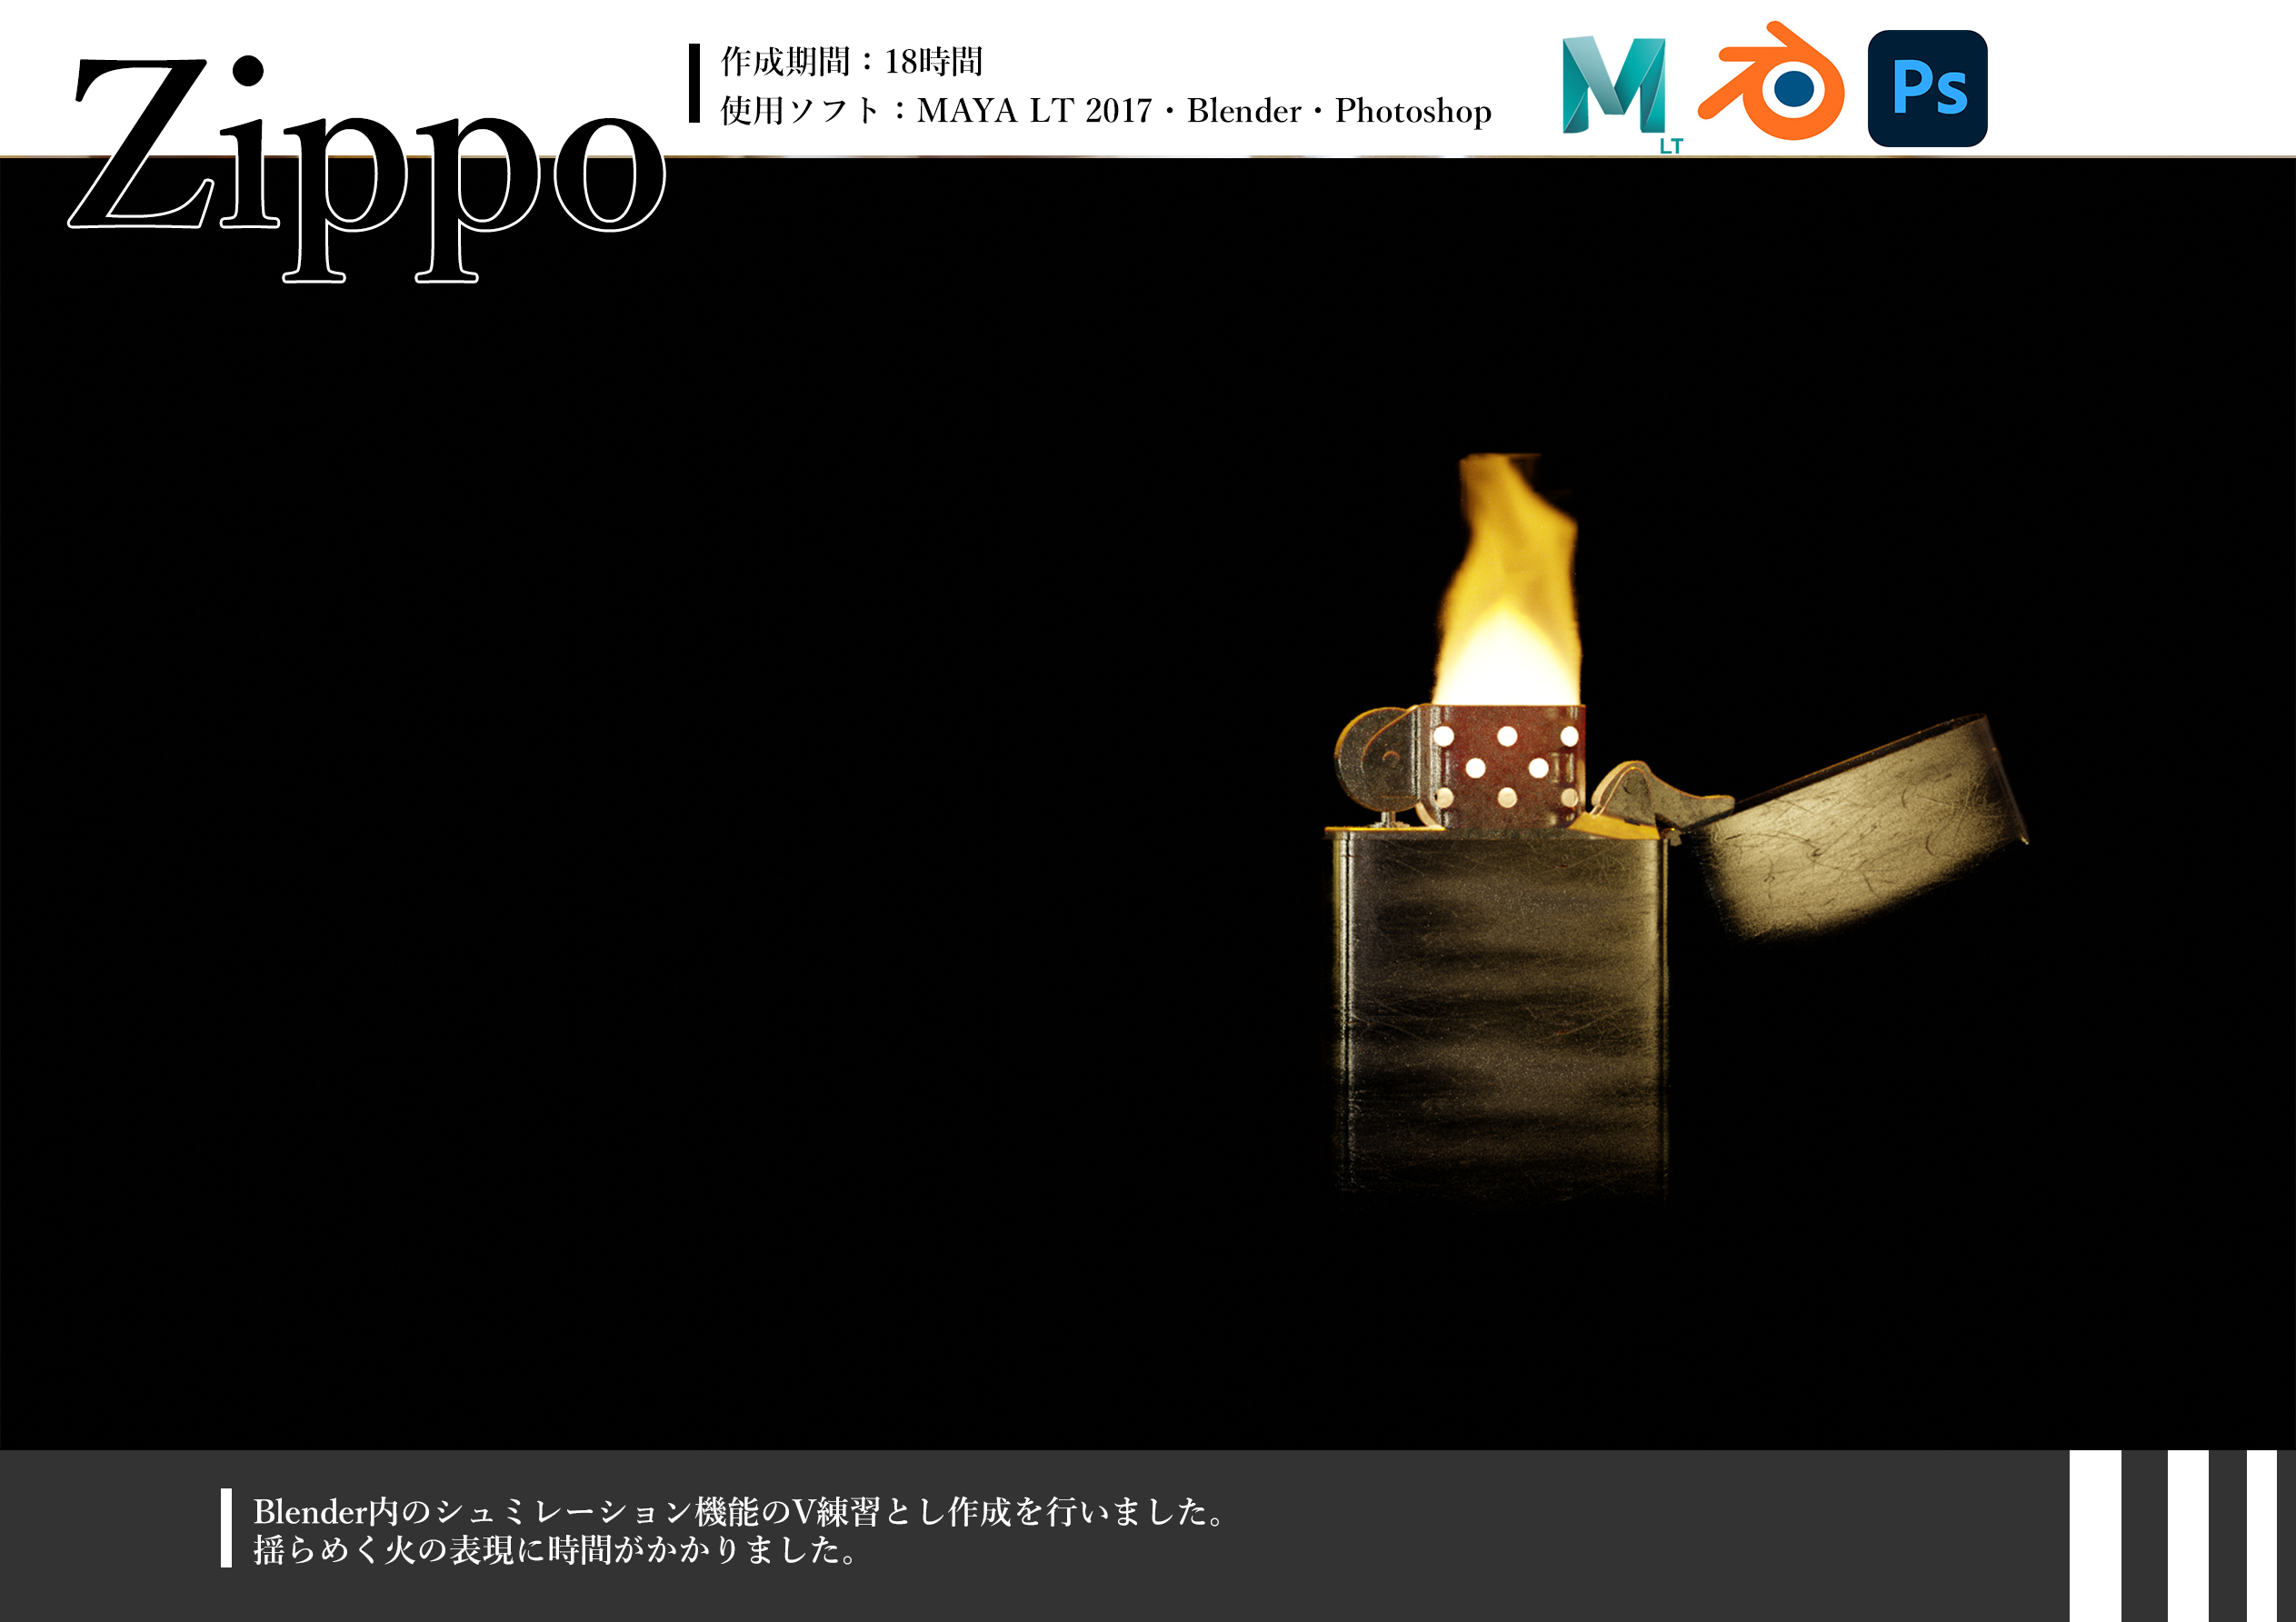 Zippo
作成期間：18時間
使用ソフト：MAYA LT 2017・Blender・Photoshop
LT
Ps
Blender内のシュミレーション機能のV練習とし作成を行いました。
揺らめく火の表現に時間がかかりました。